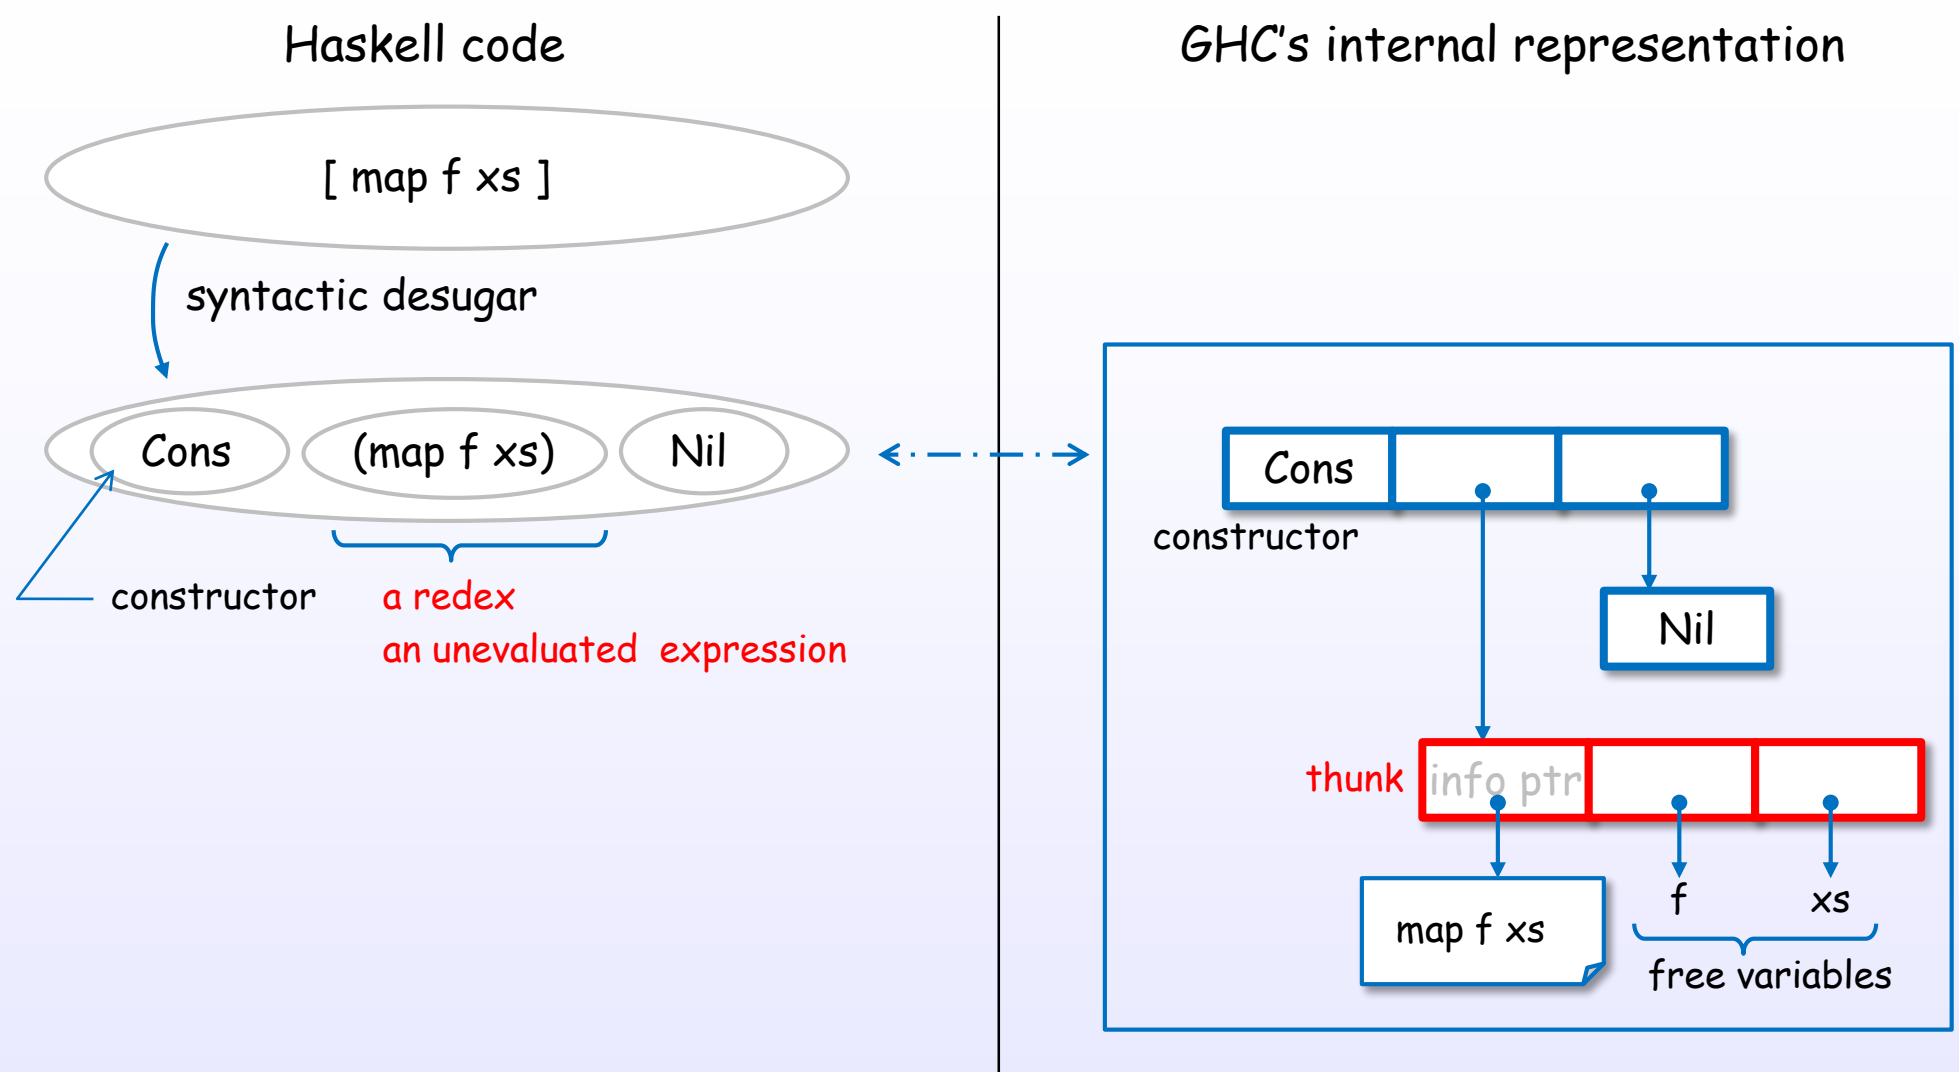 Haskell code
[ map f xs ]
syntactic desugar
Cons
(map f xs)
Nil
constructor
a redex
an unevaluated expression
GHC's internal representation
Cons
constructor
Nil
thunk
info ptr
map f xs
f
xs
free variables